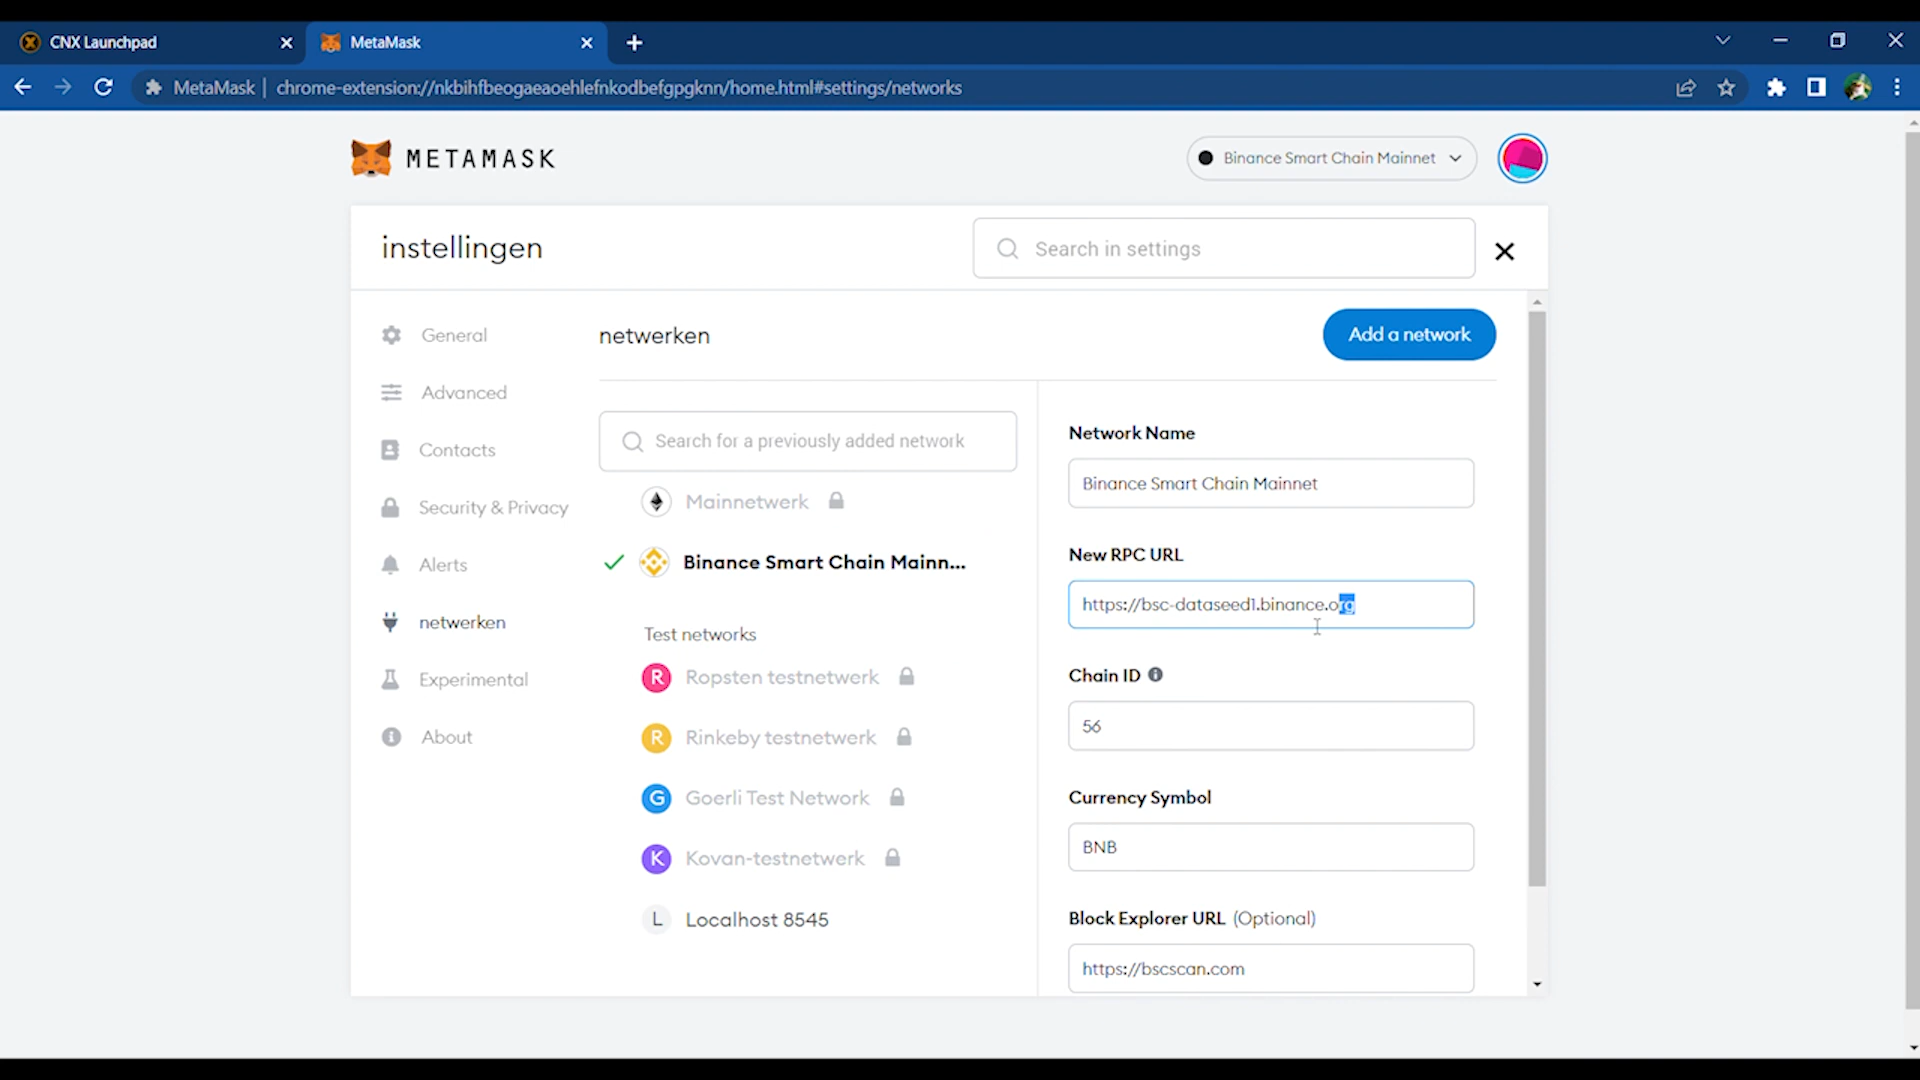 CNX Launchpad
MetaMask
MetaMask | chrome-extension://nkbihfbeogaeaoehlefnkodbefgpgknn/home.html#settings/networks
METAMASK
Binance Smart Chain Mainnet
instellingen
Search in settings
General
Advanced
Contacts
Security & Privacy
Alerts
netwerken
Experimental
About
netwerken
Add a network
Search for a previously added network
Mainnetwerk
Binance Smart Chain Mainn...
Test networks
R Ropsten testnetwerk
R Rinkeby testnetwerk
G Goerli Test Network
K Kovan-testnetwerk
L Localhost 8545
Network Name
Binance Smart Chain Mainnet
New RPC URL
https://bsc-dataseed1.binance.org
Chain ID
56
Currency Symbol
BNB
Block Explorer URL (Optional)
https://bscscan.com